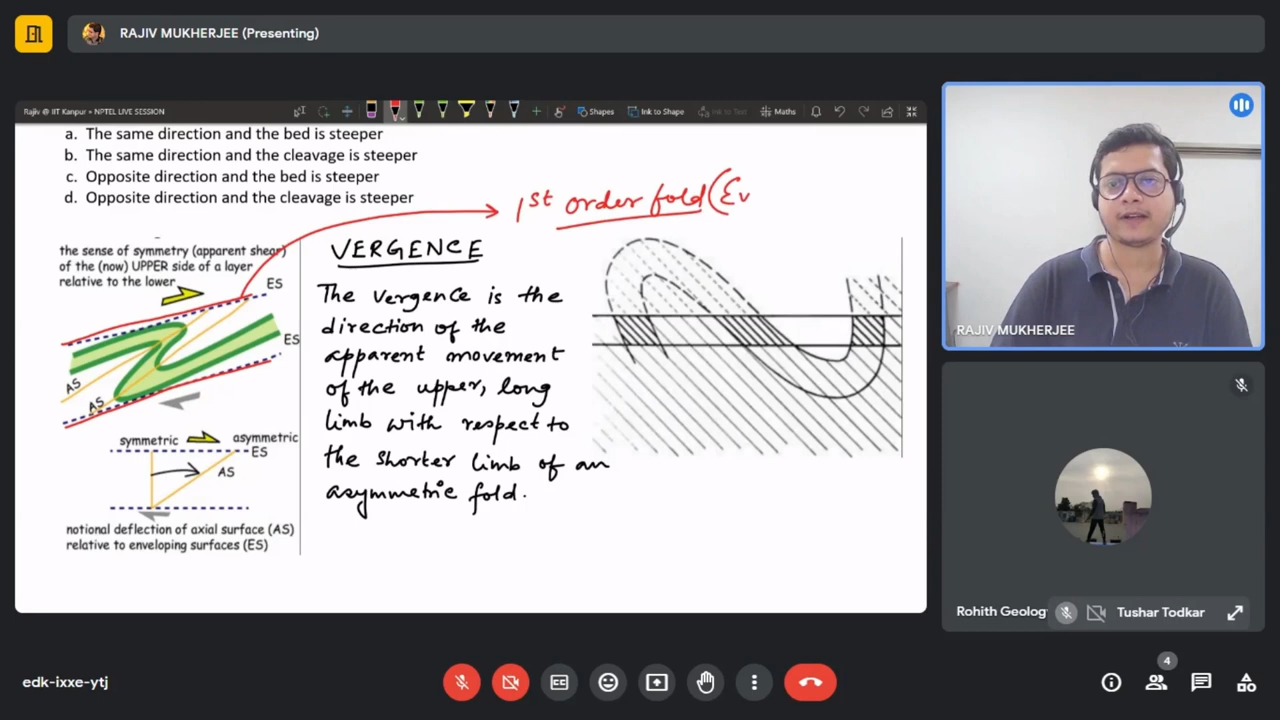 RAJIV MUKHERJEE (Presenting)
Rajiv @ IIT Kanpur » NPTEL LIVE SESSION
Shapes
Ink to Shape
Ink to Text
Maths
a. The same direction and the bed is steeper
b. The same direction and the cleavage is steeper
c. Opposite direction and the bed is steeper
d. Opposite direction and the cleavage is steeper
1st order fold (Ev
the sense of symmetry (apparent shear)
of the (now) UPPER side of a layer
relative to the lower
ES
ES
AS
AS
symmetric
asymmetric
ES
AS
notional deflection of axial surface (AS)
relative to enveloping surfaces (ES)
VERGENCE
The vergence is the
direction of the
apparent movement
of the upper, long
limb with respect to
the shorter limb of an
asymmetric fold.
RAJIV MUKHERJEE
Rohith Geolog
Tushar Todkar
edk-ixxe-ytj
4